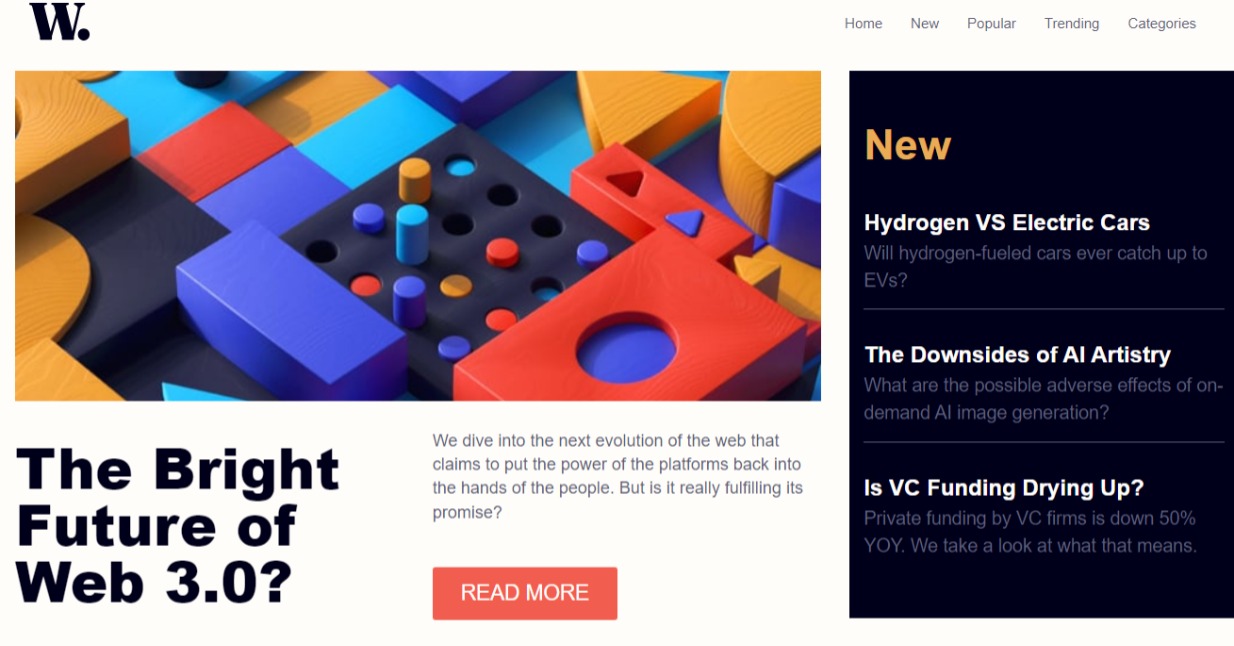 W.
Home New Popular Trending Categories
The Bright
Future of
Web 3.0?
We dive into the next evolution of the web that
claims to put the power of the platforms back into
the hands of the people. But is it really fulfilling its
promise?
READ MORE
New
Hydrogen VS Electric Cars
Will hydrogen-fueled cars ever catch up to
EVs?
The Downsides of AI Artistry
What are the possible adverse effects of on-
demand AI image generation?
Is VC Funding Drying Up?
Private funding by VC firms is down 50%
YOY. We take a look at what that means.